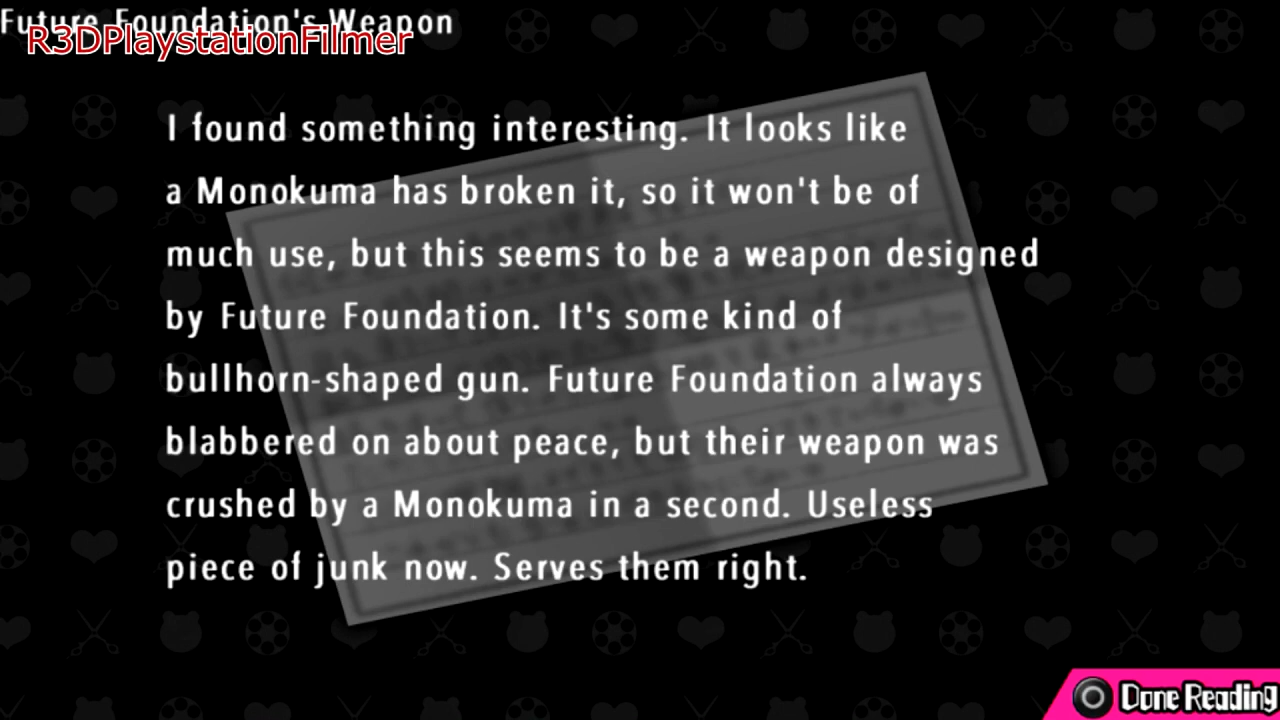 Future Foundation's Weapon
R3DPlaystationFilmer
I found something interesting. It looks like
a Monokuma has broken it, so it won't be of
much use, but this seems to be a weapon designed
by Future Foundation. It's some kind of
bullhorn-shaped gun. Future Foundation always
blabbered on about peace, but their weapon was
crushed by a Monokuma in a second. Useless
piece of junk now. Serves them right.
Done Reading